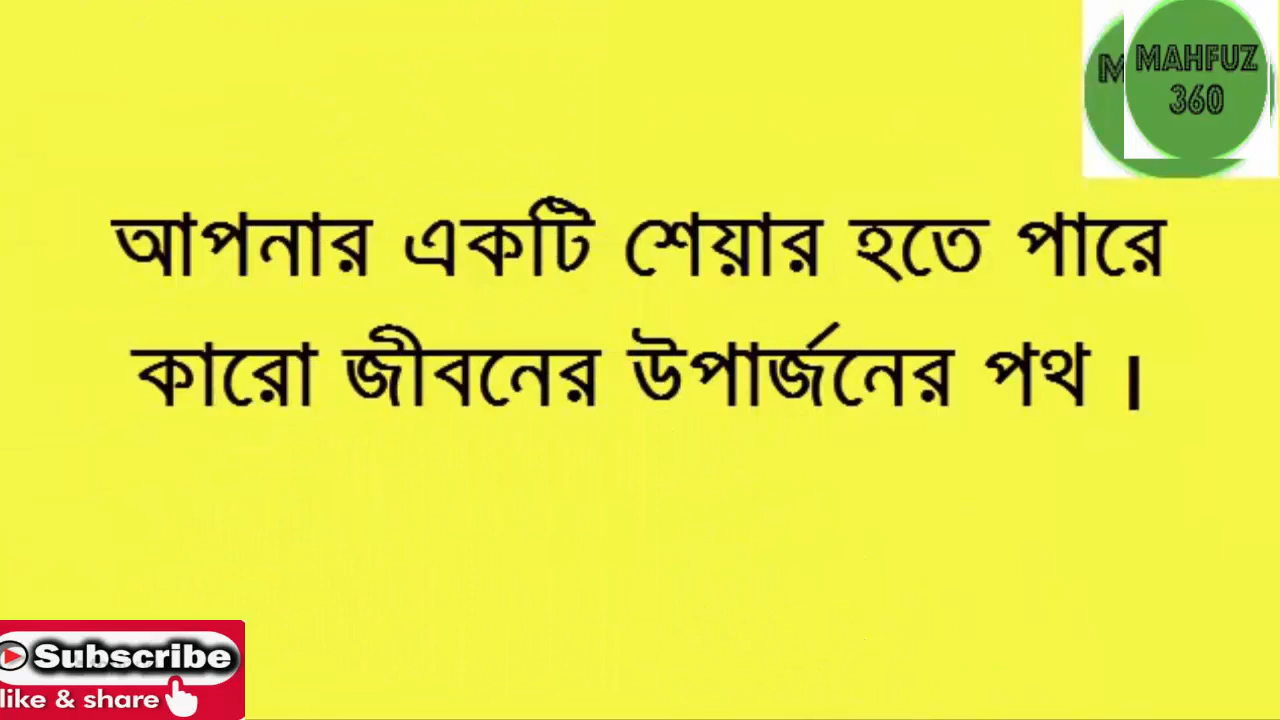 MAHFUZ
360
আপনার একটি শেয়ার হতে পারে
কারো জীবনের উপার্জনের পথ ।
Subscribe
like & share